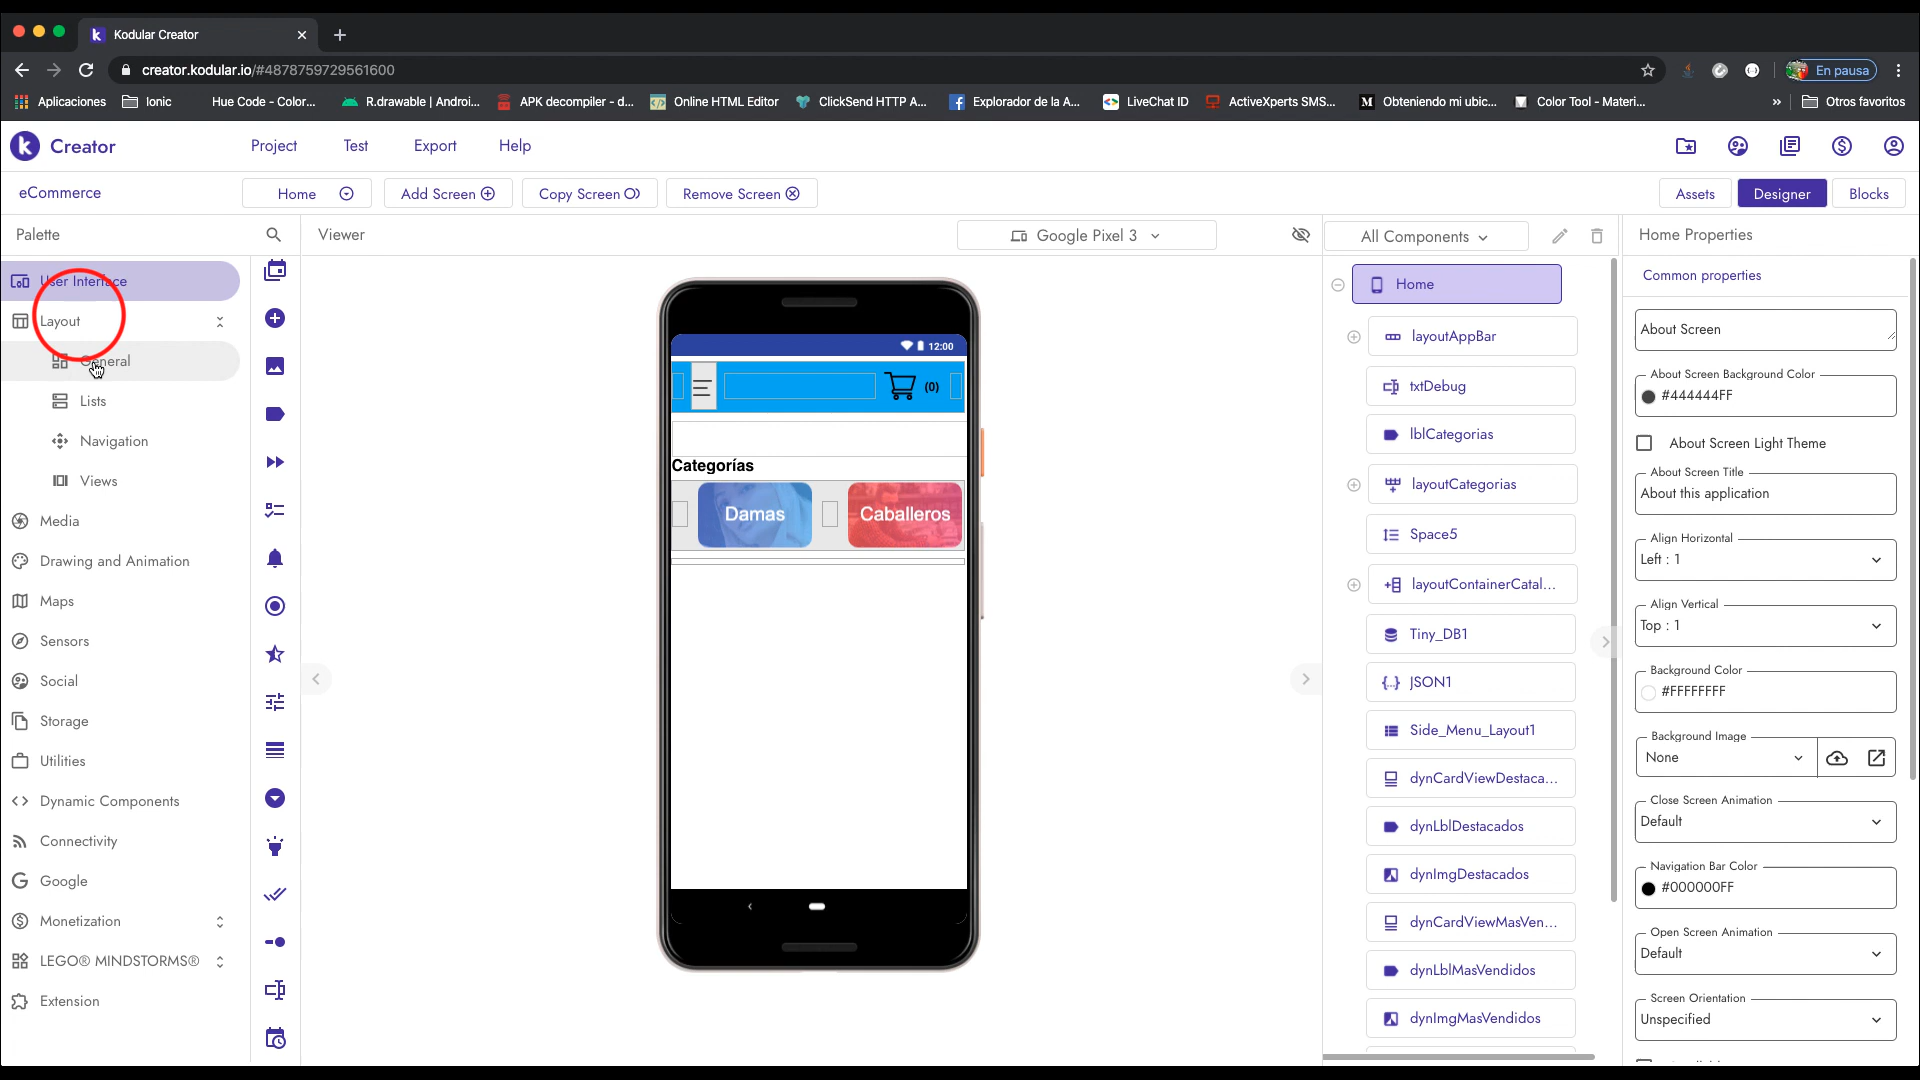 Kodular Creator
creator.kodular.io/#4878759729561600
En pausa
Aplicaciones
Ionic
Hue Code - Color...
R.drawable | Androi...
APK decompiler - d...
Online HTML Editor
ClickSend HTTP A...
Explorador de la A...
LiveChat ID
ActiveXperts SMS...
Obteniendo mi ubic...
Color Tool - Materi...
»
Otros favoritos
Creator
Project
Test
Export
Help
eCommerce
Home
Add Screen
Copy Screen
Remove Screen
Assets
Designer
Blocks
Palette
Viewer
Google Pixel 3
All Components
Home Properties
User Interface
Layout
General
Lists
Navigation
Views
Media
Drawing and Animation
Maps
Sensors
Social
Storage
Utilities
Dynamic Components
Connectivity
Google
Monetization
LEGO® MINDSTORMS®
Extension
12:00
(0)
Categorías
Damas
Caballeros
Home
layoutAppBar
txtDebug
lblCategorias
layoutCategorias
Space5
layoutContainerCatal...
Tiny_DB1
JSON1
Side_Menu_Layout1
dynCardViewDestaca...
dynLblDestacados
dynImgDestacados
dynCardViewMasVen...
dynLblMasVendidos
dynImgMasVendidos
Common properties
About Screen
About Screen Background Color
#444444FF
About Screen Light Theme
About Screen Title
About this application
Align Horizontal
Left : 1
Align Vertical
Top : 1
Background Color
#FFFFFFFF
Background Image
None
Close Screen Animation
Default
Navigation Bar Color
#000000FF
Open Screen Animation
Default
Screen Orientation
Unspecified